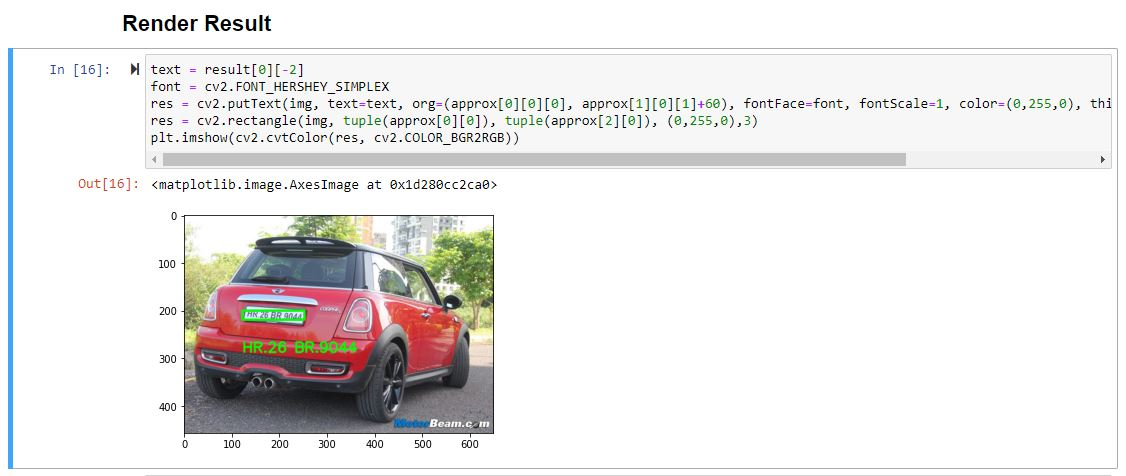 Render Result
In [16]:
text = result[0][-2]
font = cv2.FONT_HERSHEY_SIMPLEX
res = cv2.putText(img, text=text, org=(approx[0][0][0], approx[1][0][1]+60), fontFace=font, fontScale=1, color=(0,255,0), thi
res = cv2.rectangle(img, tuple(approx[0][0]), tuple(approx[2][0]), (0,255,0),3)
plt.imshow(cv2.cvtColor(res, cv2.COLOR_BGR2RGB))
Out[16]: <matplotlib.image.AxesImage at 0x1d280cc2ca0>
0
100
200
300
400
COOPER S
HR 26 BR 9044
HR.26 BR.9044
MotorBeam.com
0 100 200 300 400 500 600